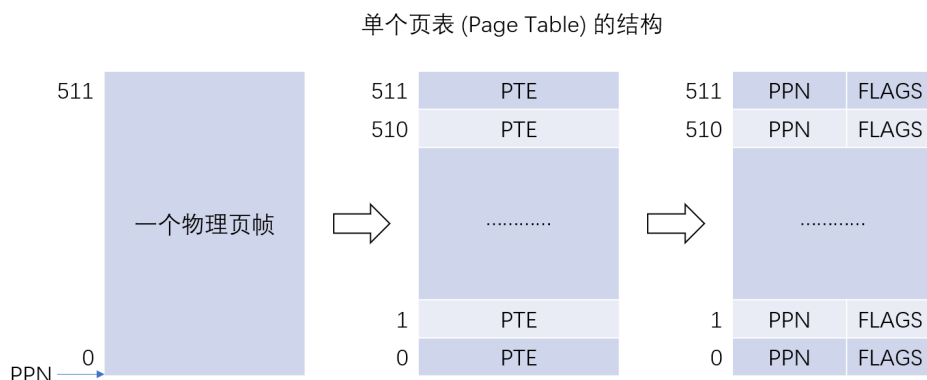 单个页表 (Page Table) 的结构
511
一个物理页帧
0
PPN
511 PTE
510 PTE
............
1 PTE
0 PTE
511 PPN FLAGS
510 PPN FLAGS
............
1 PPN FLAGS
0 PPN FLAGS